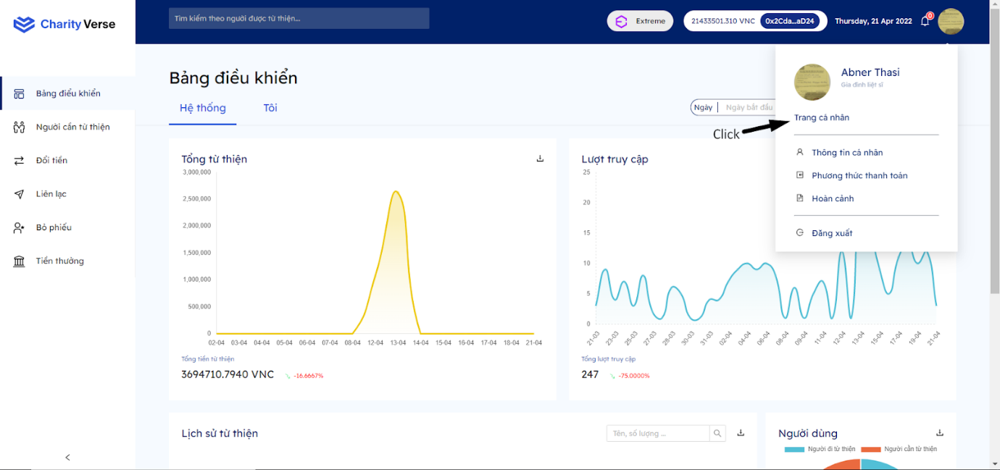 Charity Verse
Tìm kiếm theo người được từ thiện...
Extreme
21433501.310 VNC
0x2Cda...aD24
Thursday, 21 Apr 2022
0
Bảng điều khiển
Người cần từ thiện
Đổi tiền
Liên lạc
Bỏ phiếu
Tiền thưởng
Bảng điều khiển
Hệ thống
Tôi
Ngày
Ngày bắt đầu
Abner Thasi
Gia đình liệt sĩ
Trang cá nhân
Click
Thông tin cá nhân
Phương thức thanh toán
Hoàn cảnh
Đăng xuất
Tổng từ thiện
3,000,000
2,500,000
2,000,000
1,500,000
1,000,000
500,000
0
02-04 03-04 04-04 05-04 06-04 07-04 08-04 12-04 13-04 14-04 15-04 16-04 17-04 18-04 21-04
Tổng tiền từ thiện
3694710.7940 VNC
-16.6667%
Lượt truy cập
25
20
15
10
5
0
21-03 23-03 25-03 27-03 28-03 30-03 31-03 02-04 04-04 06-04 08-04 09-04 11-04 12-04 13-04 15-04 17-04 19-04 21-04
Tổng lượt truy cập
247
-75.0000%
Lịch sử từ thiện
Tên, số lượng ...
Người dùng
Người đi từ thiện
Người cần từ thiện